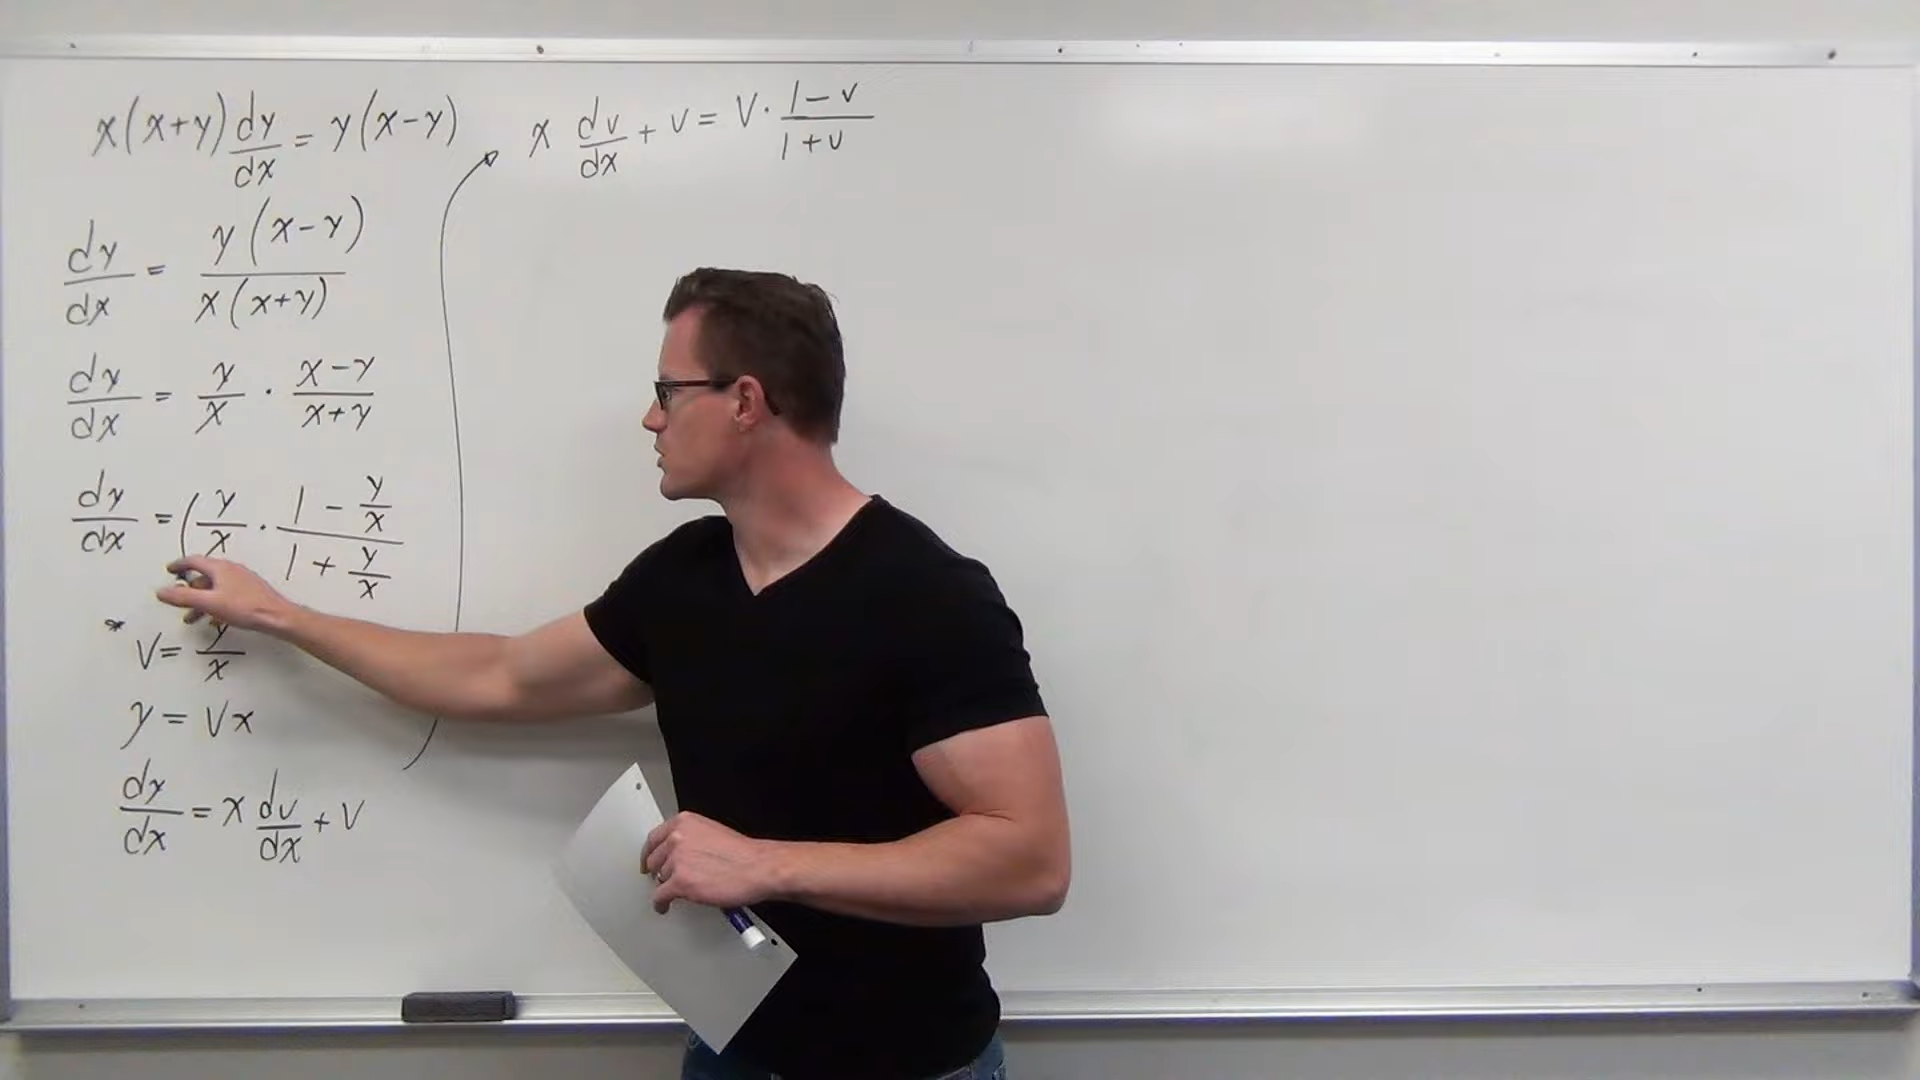 x(x+y) dy/dx = y(x-y)
dy/dx = y(x-y)/x(x+y)
dy/dx = y/x · x-y/x+y
dy/dx = (y/x · 1 - y/x / 1 + y/x
* v = y/x
y = vx
dy/dx = x dv/dx + v
x dv/dx + v = v · 1-v/1+v